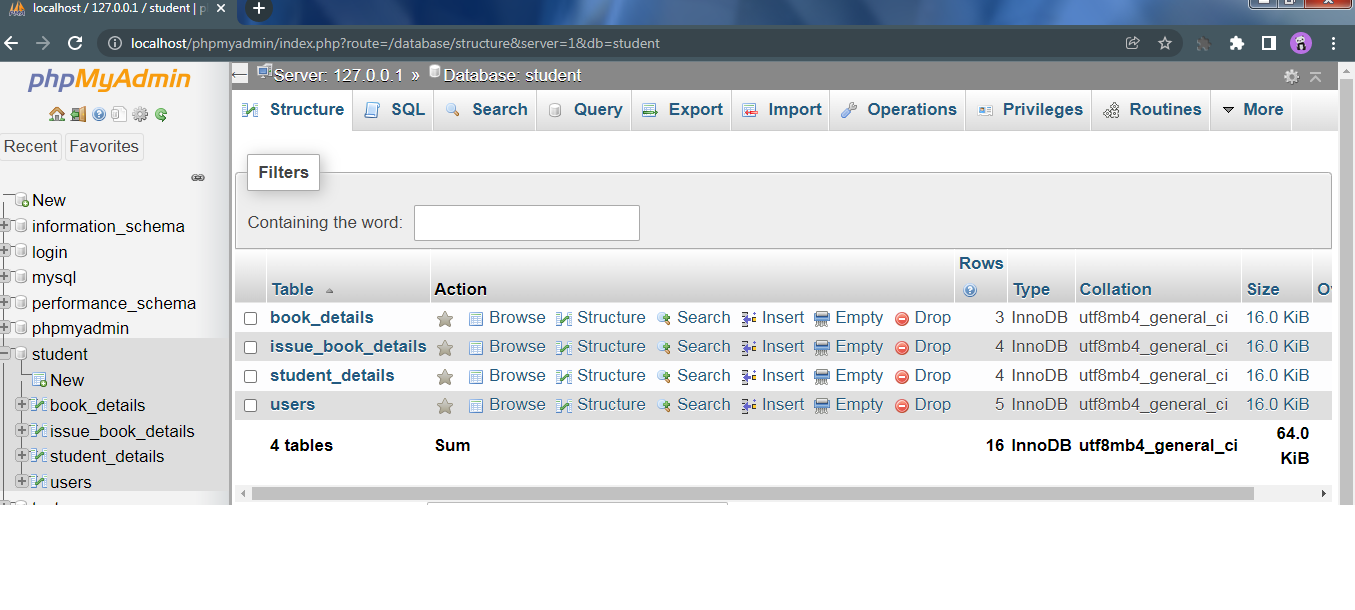 localhost / 127.0.0.1 / student | p
localhost/phpmyadmin/index.php?route=/database/structure&server=1&db=student
phpMyAdmin
Recent Favorites
New
information_schema
login
mysql
performance_schema
phpmyadmin
student
New
book_details
issue_book_details
student_details
users
Server: 127.0.0.1 » Database: student
Structure SQL Search Query Export Import Operations Privileges Routines More
Filters
Containing the word:
Table Action Rows Type Collation Size O
book_details Browse Structure Search Insert Empty Drop 3 InnoDB utf8mb4_general_ci 16.0 KiB
issue_book_details Browse Structure Search Insert Empty Drop 4 InnoDB utf8mb4_general_ci 16.0 KiB
student_details Browse Structure Search Insert Empty Drop 4 InnoDB utf8mb4_general_ci 16.0 KiB
users Browse Structure Search Insert Empty Drop 5 InnoDB utf8mb4_general_ci 16.0 KiB
4 tables Sum 16 InnoDB utf8mb4_general_ci 64.0 KiB